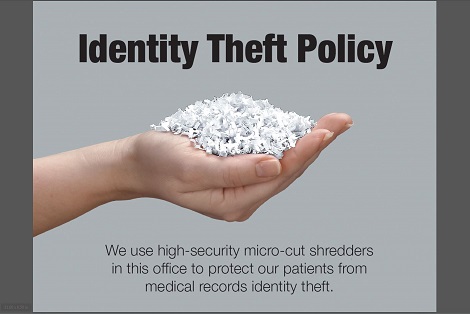 Identity Theft Policy
We use high-security micro-cut shredders
in this office to protect our patients from
medical records identity theft.